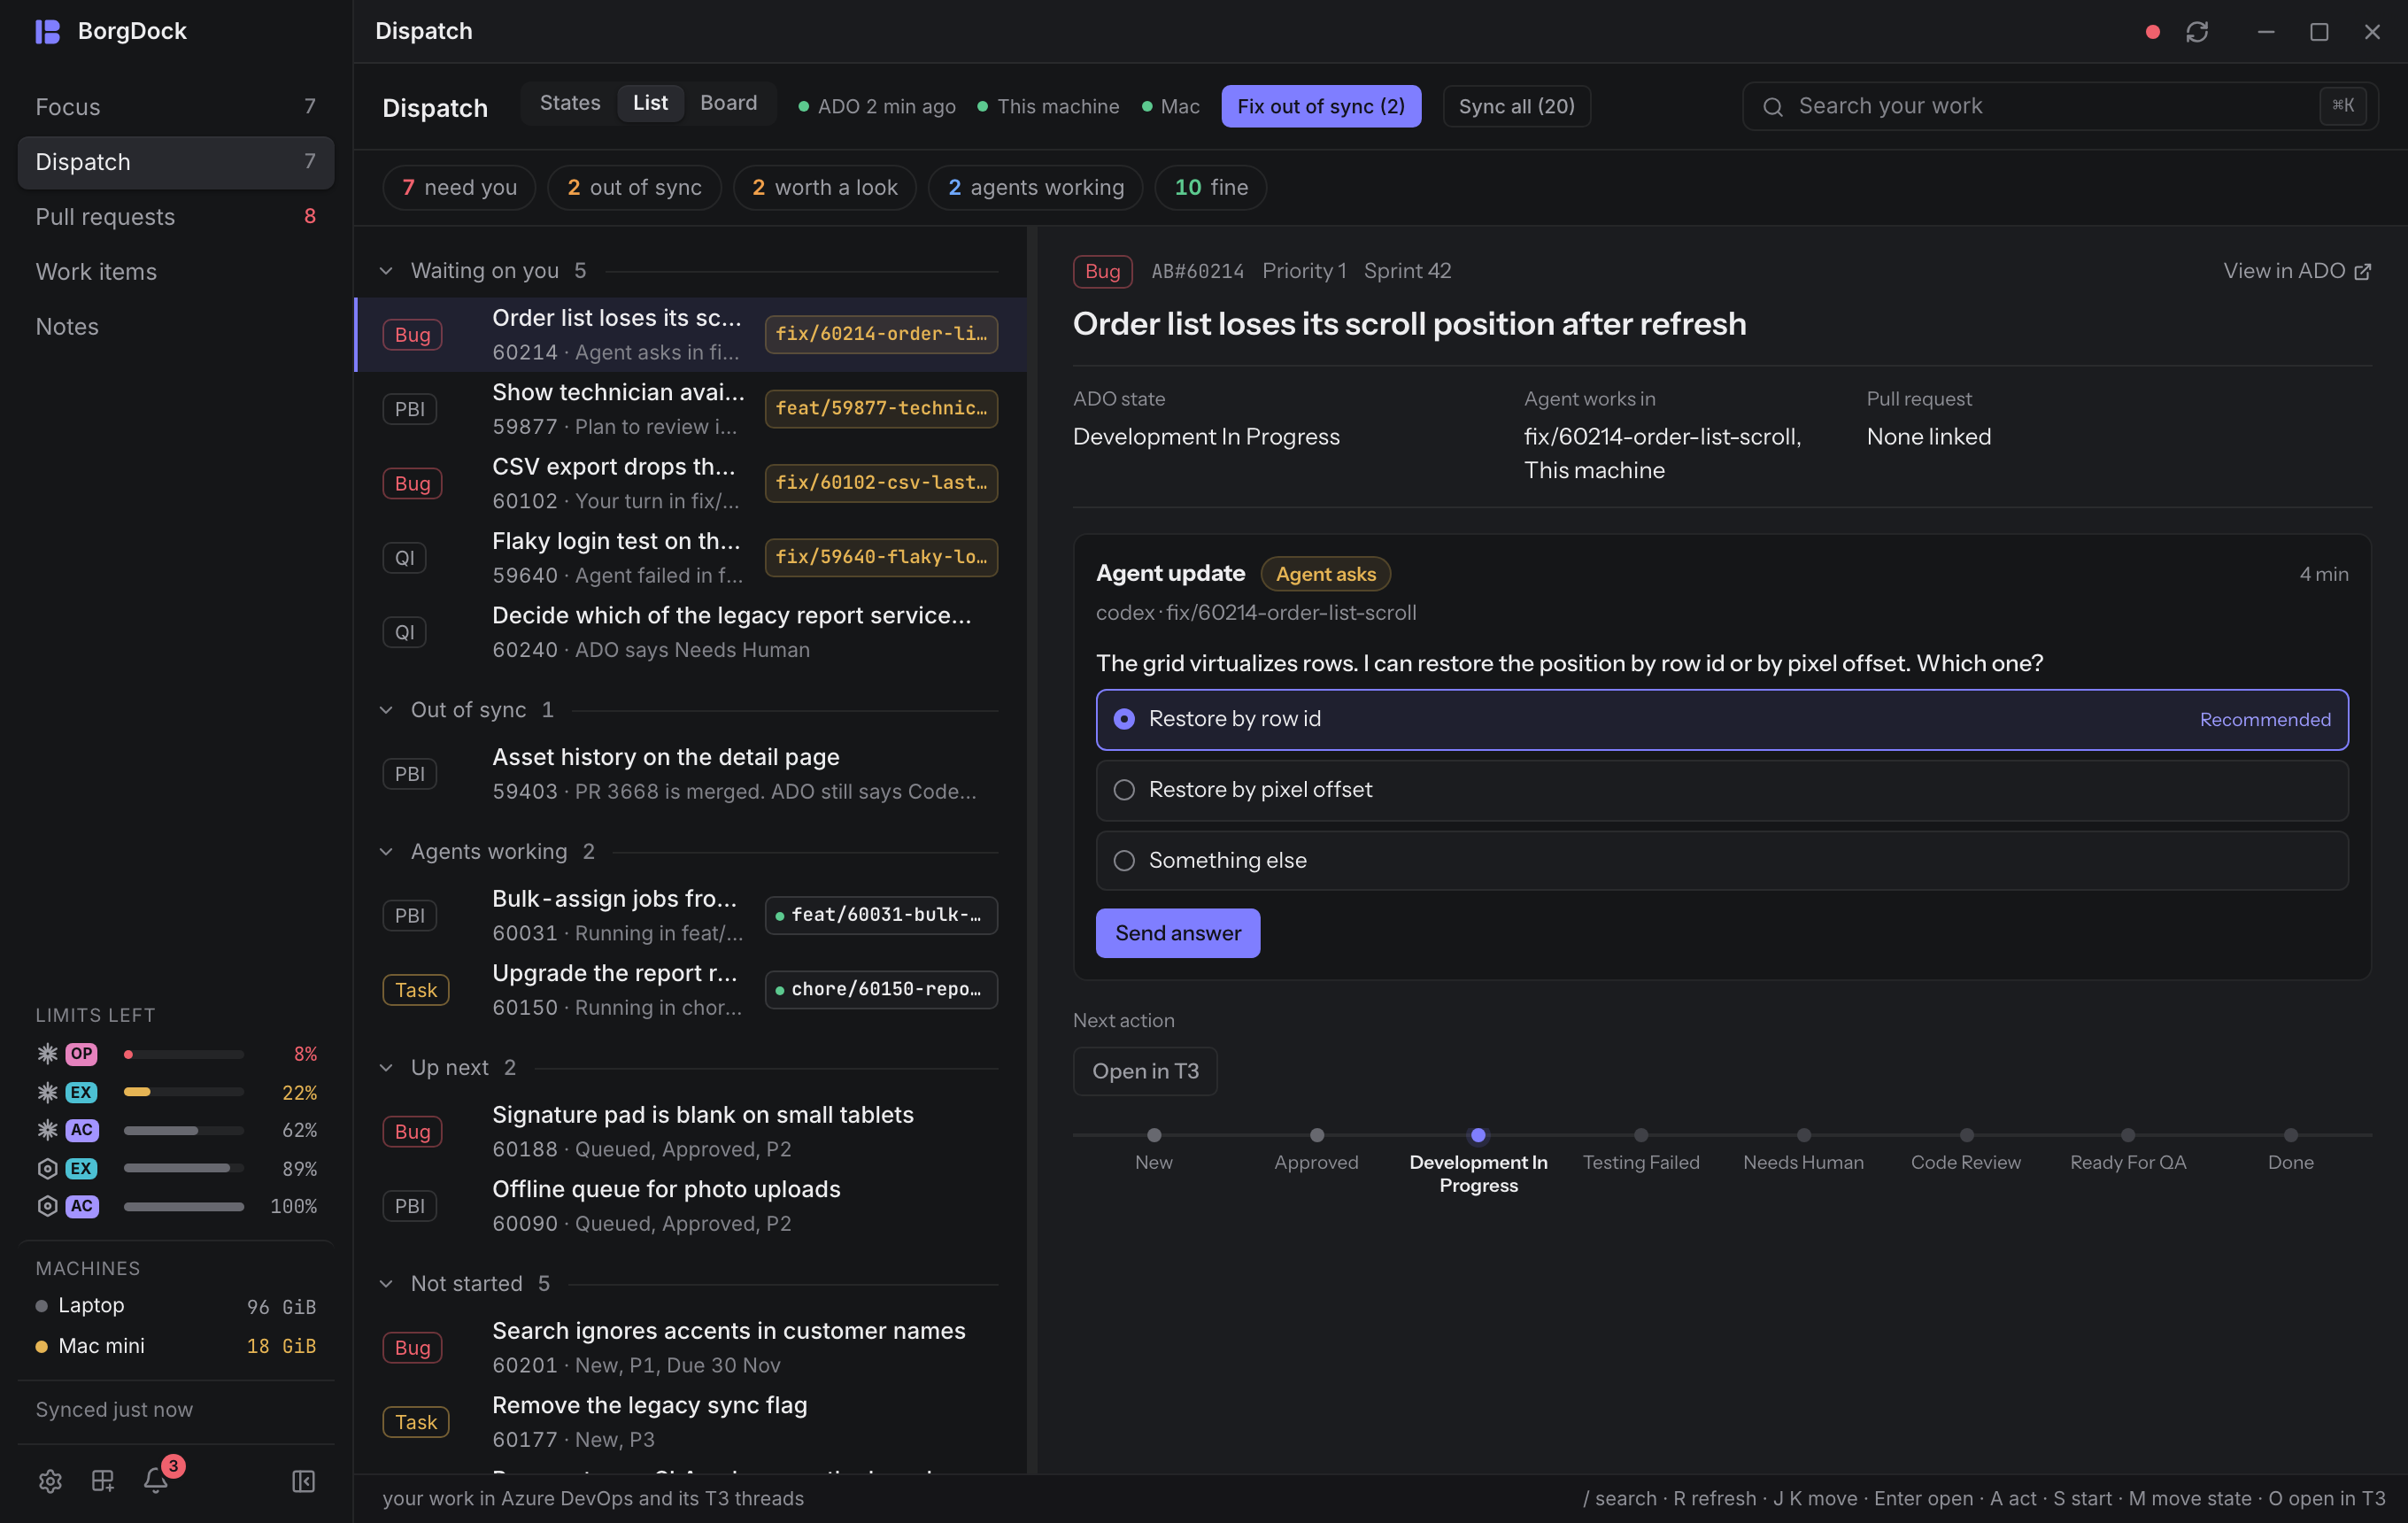 BorgDock
Dispatch
Focus 7
Dispatch 7
Pull requests 8
Work items
Notes
LIMITS LEFT
OP 8%
EX 22%
AC 62%
EX 89%
AC 100%
MACHINES
Laptop 96 GiB
Mac mini 18 GiB
Synced just now
3
Dispatch States List Board ADO 2 min ago This machine Mac Fix out of sync (2) Sync all (20) Search your work ⌘K
7 need you 2 out of sync 2 worth a look 2 agents working 10 fine
Waiting on you 5
Bug Order list loses its sc… fix/60214-order-li…
60214 · Agent asks in fi…
PBI Show technician avai… feat/59877-technic…
59877 · Plan to review i…
Bug CSV export drops th… fix/60102-csv-last…
60102 · Your turn in fix/…
QI Flaky login test on th… fix/59640-flaky-lo…
59640 · Agent failed in f…
QI Decide which of the legacy report service…
60240 · ADO says Needs Human
Out of sync 1
PBI Asset history on the detail page
59403 · PR 3668 is merged. ADO still says Code…
Agents working 2
PBI Bulk-assign jobs fro… feat/60031-bulk-…
60031 · Running in feat/…
Task Upgrade the report r… chore/60150-repo…
60150 · Running in chor…
Up next 2
Bug Signature pad is blank on small tablets
60188 · Queued, Approved, P2
PBI Offline queue for photo uploads
60090 · Queued, Approved, P2
Not started 5
Bug Search ignores accents in customer names
60201 · New, P1, Due 30 Nov
Task Remove the legacy sync flag
60177 · New, P3
Bug AB#60214 Priority 1 Sprint 42 View in ADO
Order list loses its scroll position after refresh
ADO state Agent works in Pull request
Development In Progress fix/60214-order-list-scroll, None linked
This machine
Agent update Agent asks 4 min
codex · fix/60214-order-list-scroll
The grid virtualizes rows. I can restore the position by row id or by pixel offset. Which one?
Restore by row id Recommended
Restore by pixel offset
Something else
Send answer
Next action
Open in T3
New Approved Development In Testing Failed Needs Human Code Review Ready For QA Done
Progress
your work in Azure DevOps and its T3 threads
/ search · R refresh · J K move · Enter open · A act · S start · M move state · O open in T3